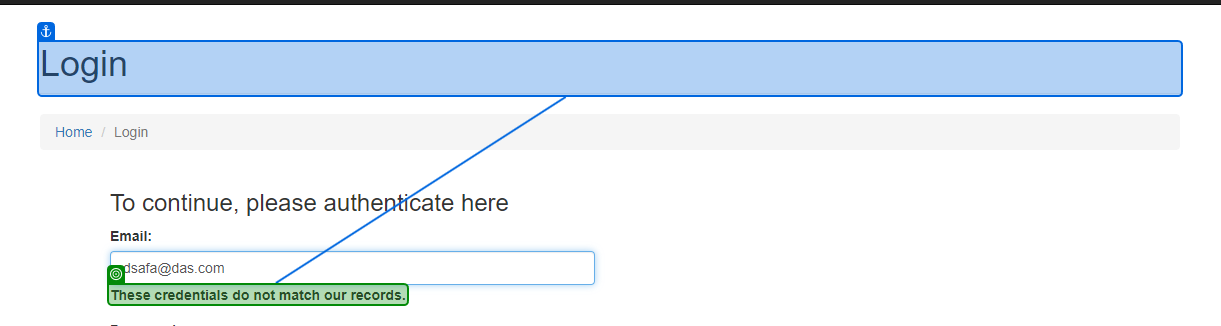 Login
Home / Login
To continue, please authenticate here
Email:
dsafa@das.com
These credentials do not match our records.